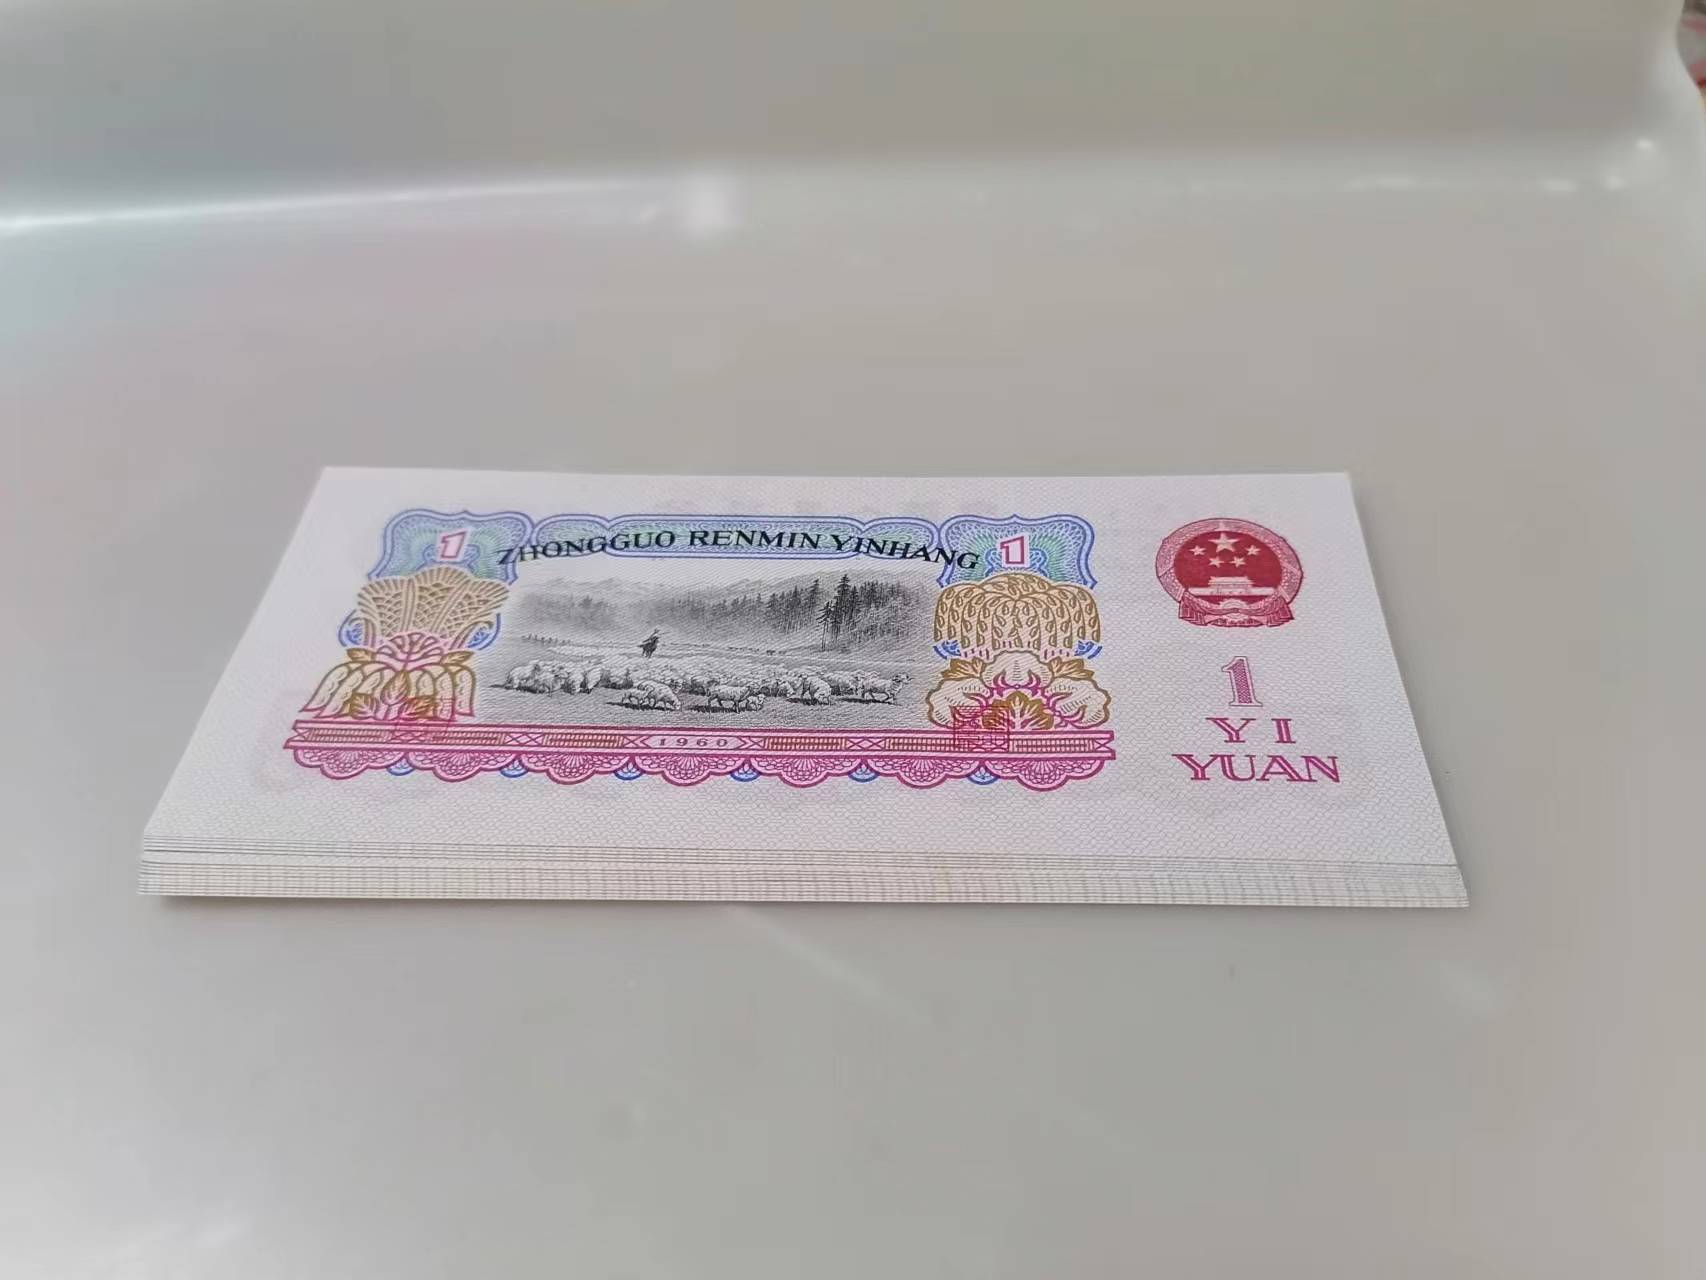 1
ZHONGGUO RENMIN YINHANG
1
1960
1
YI
YUAN